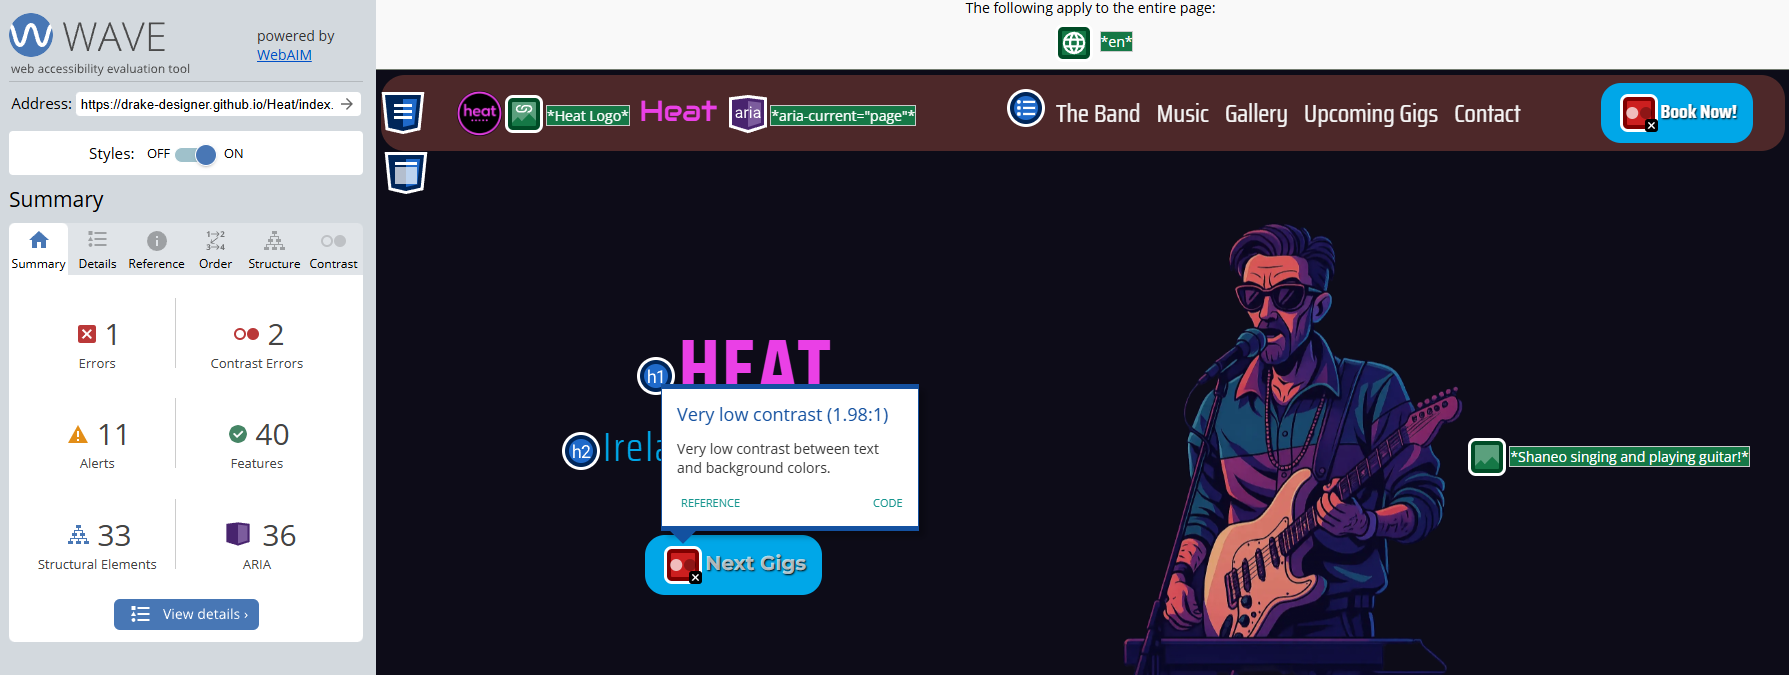 WAVE
powered by
WebAIM
web accessibility evaluation tool
Address: https://drake-designer.github.io/Heat/index.
Styles: OFF ON
Summary
1→2
3→4
Summary Details Reference Order Structure Contrast
1 Errors
2 Contrast Errors
11 Alerts
40 Features
33 Structural Elements
36 ARIA
View details ›
The following apply to the entire page:
*en*
heat *Heat Logo* Heat aria *aria-current="page"* The Band Music Gallery Upcoming Gigs Contact Book Now!
h1 HEAT
Very low contrast (1.98:1)
h2 Irela
Very low contrast between text
and background colors.
REFERENCE CODE
*Shaneo singing and playing guitar!*
Next Gigs